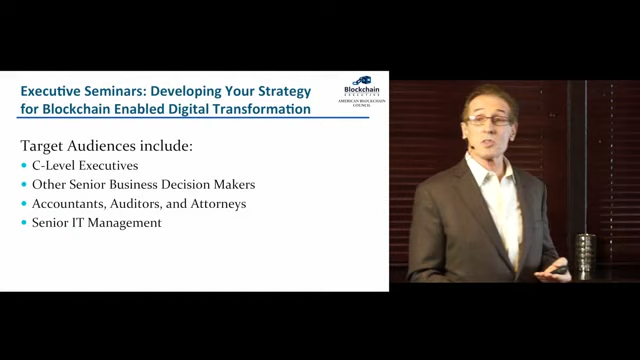 Executive Seminars: Developing Your Strategy
for Blockchain Enabled Digital Transformation
Blockchain
EXECUTIVE
AMERICAN BLOCKCHAIN
COUNCIL
Target Audiences include:
• C-Level Executives
• Other Senior Business Decision Makers
• Accountants, Auditors, and Attorneys
• Senior IT Management